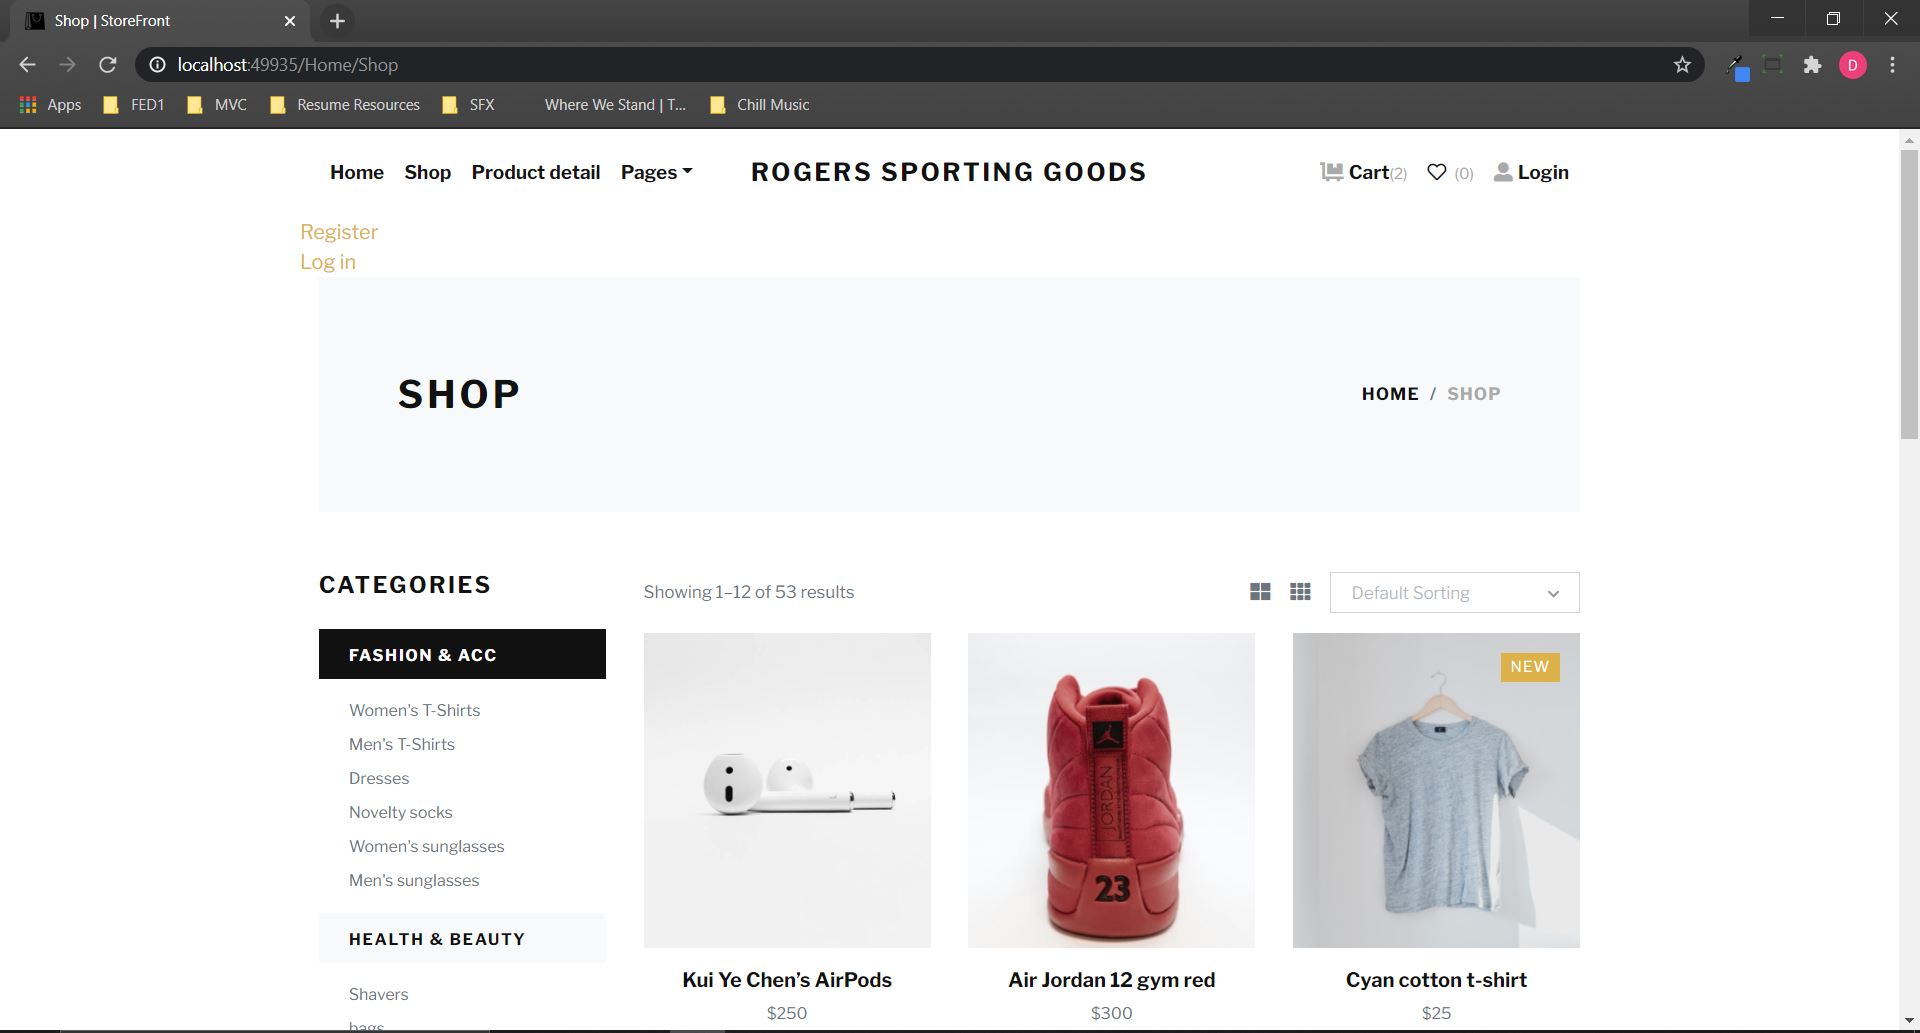 Shop | StoreFront
localhost:49935/Home/Shop
D
Apps FED1 MVC Resume Resources SFX Where We Stand | T... Chill Music
Home Shop Product detail Pages ROGERS SPORTING GOODS Cart(2) (0) Login
Register
Log in
SHOP HOME / SHOP
CATEGORIES
FASHION & ACC
Women's T-Shirts
Men's T-Shirts
Dresses
Novelty socks
Women's sunglasses
Men's sunglasses
HEALTH & BEAUTY
Shavers
bags
Showing 1–12 of 53 results Default Sorting
NEW
JORDAN
23
Kui Ye Chen’s AirPods
$250
Air Jordan 12 gym red
$300
Cyan cotton t-shirt
$25